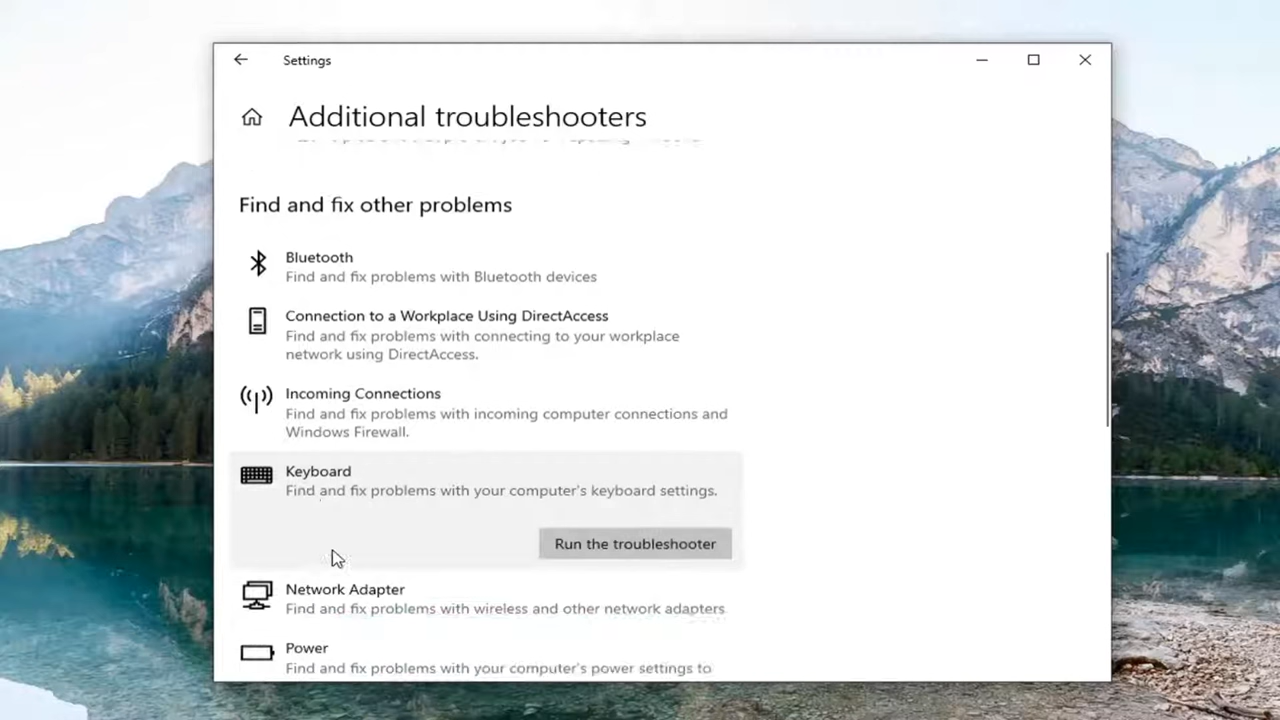 Settings
Additional troubleshooters
Find and fix other problems
Bluetooth
Find and fix problems with Bluetooth devices
Connection to a Workplace Using DirectAccess
Find and fix problems with connecting to your workplace
network using DirectAccess.
Incoming Connections
Find and fix problems with incoming computer connections and
Windows Firewall.
Keyboard
Find and fix problems with your computer's keyboard settings.
Run the troubleshooter
Network Adapter
Find and fix problems with wireless and other network adapters
Power
Find and fix problems with your computer's power settings to